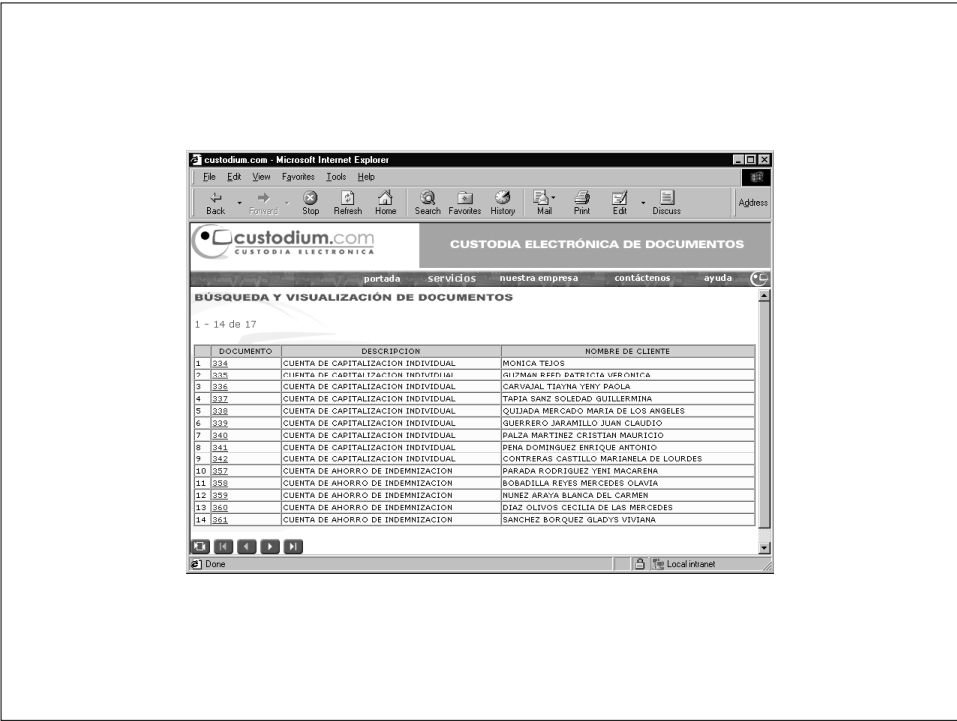 custodium.com - Microsoft Internet Explorer
File Edit View Favorites Tools Help
Back Forward Stop Refresh Home Search Favorites History Mail Print Edit Discuss Address
custodium.com
CUSTODIA ELECTRONICA
CUSTODIA ELECTRÓNICA DE DOCUMENTOS
portada servicios nuestra empresa contáctenos ayuda
BÚSQUEDA Y VISUALIZACIÓN DE DOCUMENTOS
1 - 14 de 17
DOCUMENTO DESCRIPCION NOMBRE DE CLIENTE
1 334 CUENTA DE CAPITALIZACION INDIVIDUAL MONICA TEJOS
2 335 CUENTA DE CAPITALIZACION INDIVIDUAL GUZMAN REED PATRICIA VERONICA
3 336 CUENTA DE CAPITALIZACION INDIVIDUAL CARVAJAL TIAYNA YENY PAOLA
4 337 CUENTA DE CAPITALIZACION INDIVIDUAL TAPIA SANZ SOLEDAD GUILLERMINA
5 338 CUENTA DE CAPITALIZACION INDIVIDUAL QUIJADA MERCADO MARIA DE LOS ANGELES
6 339 CUENTA DE CAPITALIZACION INDIVIDUAL GUERRERO JARAMILLO JUAN CLAUDIO
7 340 CUENTA DE CAPITALIZACION INDIVIDUAL PALZA MARTINEZ CRISTIAN MAURICIO
8 341 CUENTA DE CAPITALIZACION INDIVIDUAL PENA DOMINGUEZ ENRIQUE ANTONIO
9 342 CUENTA DE CAPITALIZACION INDIVIDUAL CONTRERAS CASTILLO MARIANELA DE LOURDES
10 357 CUENTA DE AHORRO DE INDEMNIZACION PARADA RODRIGUEZ YENI MACARENA
11 358 CUENTA DE AHORRO DE INDEMNIZACION BOBADILLA REYES MERCEDES OLAVIA
12 359 CUENTA DE AHORRO DE INDEMNIZACION NUNEZ ARAYA BLANCA DEL CARMEN
13 360 CUENTA DE AHORRO DE INDEMNIZACION DIAZ OLIVOS CECILIA DE LAS MERCEDES
14 361 CUENTA DE AHORRO DE INDEMNIZACION SANCHEZ BORQUEZ GLADYS VIVIANA
Done Local intranet